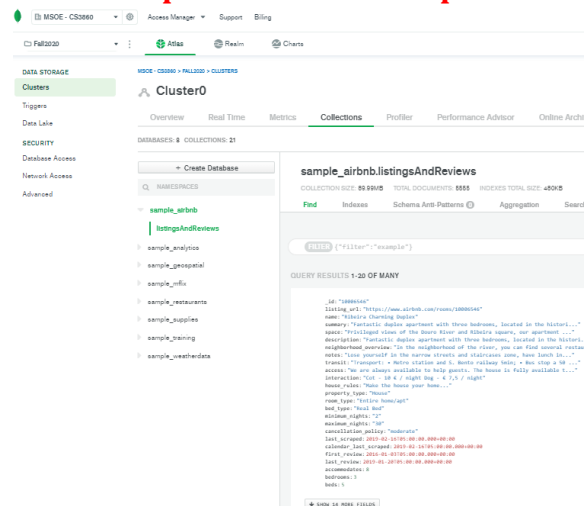 MSOE - CS3860
Access Manager
Support
Billing
Fall2020
Atlas
Realm
Charts
DATA STORAGE
Clusters
Triggers
Data Lake
SECURITY
Database Access
Network Access
Advanced
MSOE - CS3860 > FALL2020 > CLUSTERS
Cluster0
Overview
Real Time
Metrics
Collections
Profiler
Performance Advisor
Online Archi
DATABASES: 8 COLLECTIONS: 21
+ Create Database
NAMESPACES
sample_airbnb
listingsAndReviews
sample_analytics
sample_geospatial
sample_mflix
sample_restaurants
sample_supplies
sample_training
sample_weatherdata
sample_airbnb.listingsAndReviews
COLLECTION SIZE: 89.99MB TOTAL DOCUMENTS: 5555 INDEXES TOTAL SIZE: 480KB
Find
Indexes
Schema Anti-Patterns 0
Aggregation
Search
FILTER {"filter":"example"}
QUERY RESULTS 1-20 OF MANY
_id: "10006546"
listing_url: "https://www.airbnb.com/rooms/10006546"
name: "Ribeira Charming Duplex"
summary: "Fantastic duplex apartment with three bedrooms, located in the histori..."
space: "Privileged views of the Douro River and Ribeira square, our apartment ..."
description: "Fantastic duplex apartment with three bedrooms, located in the histori..
neighborhood_overview: "In the neighborhood of the river, you can find several restau
notes: "Lose yourself in the narrow streets and staircases zone, have lunch in..."
transit: "Transport: • Metro station and S. Bento railway 5min; • Bus stop a 50 ..."
access: "We are always available to help guests. The house is fully available t..."
interaction: "Cot - 10 € / night Dog - € 7,5 / night"
house_rules: "Make the house your home..."
property_type: "House"
room_type: "Entire home/apt"
bed_type: "Real Bed"
minimum_nights: "2"
maximum_nights: "30"
cancellation_policy: "moderate"
last_scraped: 2019-02-16T05:00:00.000+00:00
calendar_last_scraped: 2019-02-16T05:00:00.000+00:00
first_review: 2016-01-03T05:00:00.000+00:00
last_review: 2019-01-20T05:00:00.000+00:00
accommodates: 8
bedrooms: 3
beds: 5
SHOW 14 MORE FIELDS